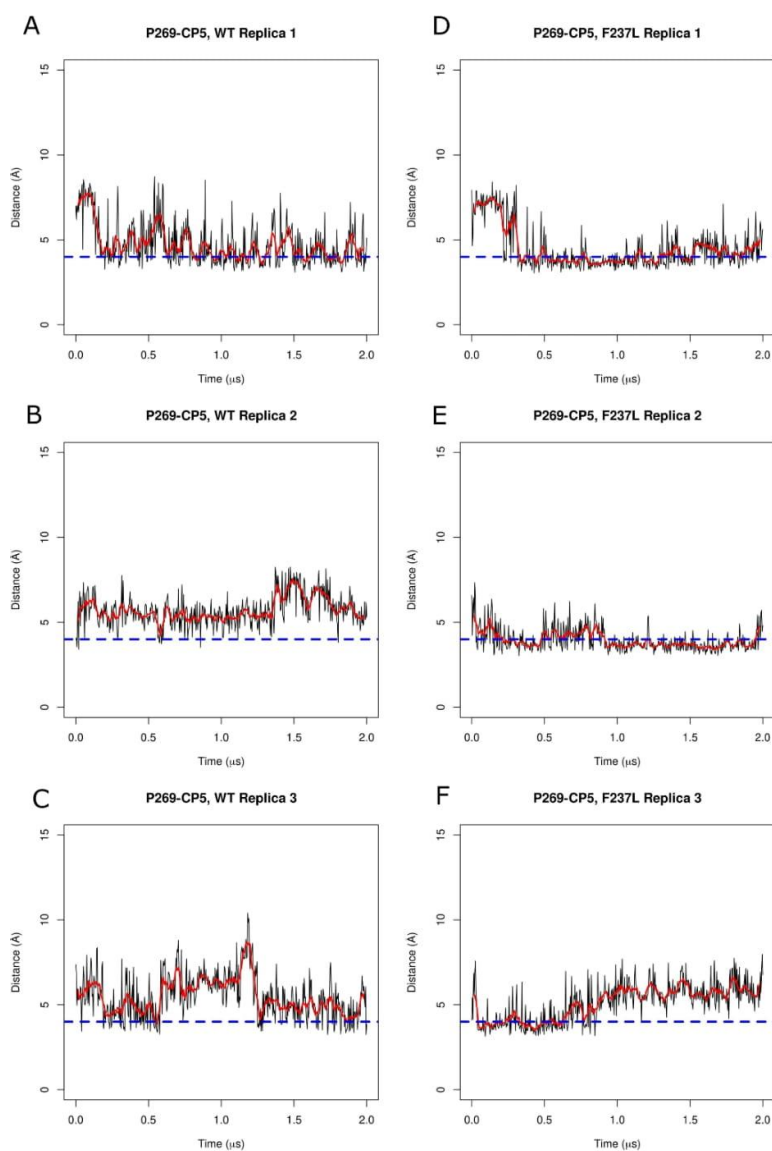 A
P269-CP5, WT Replica 1
Distance (Å)
15
10
5
0
0.0 0.5 1.0 1.5 2.0
Time (µs)
D
P269-CP5, F237L Replica 1
Distance (Å)
15
10
5
0
0.0 0.5 1.0 1.5 2.0
Time (µs)
B
P269-CP5, WT Replica 2
Distance (Å)
15
10
5
0
0.0 0.5 1.0 1.5 2.0
Time (µs)
E
P269-CP5, F237L Replica 2
Distance (Å)
15
10
5
0
0.0 0.5 1.0 1.5 2.0
Time (µs)
C
P269-CP5, WT Replica 3
Distance (Å)
15
10
5
0
0.0 0.5 1.0 1.5 2.0
Time (µs)
F
P269-CP5, F237L Replica 3
Distance (Å)
15
10
5
0
0.0 0.5 1.0 1.5 2.0
Time (µs)